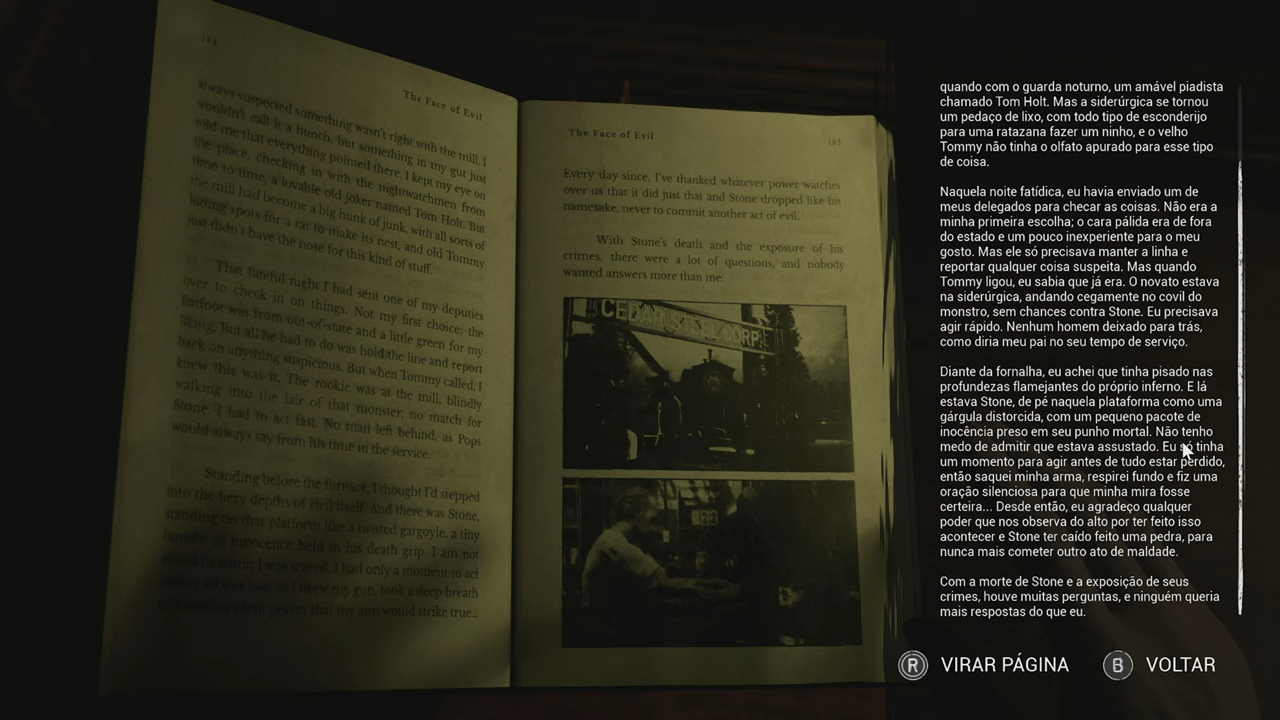 166
The Face of Evil
always suspected something wasn't right with the mill. I
wouldn't call it a hunch, but something in my gut just
told me that everything pointed there. I kept my eye on
the place, checking in with the nightwatchmen from
time to time, a lovable old joker named Tom Holt. But
the mill had become a big hunk of junk, with all sorts of
hiding spots for a rat to make its nest, and old Tommy
just didn't have the nose for this kind of stuff.
That fateful night I had sent one of my deputies
over to check in on things. Not my first choice; the
flatfoot was from out-of-state and a little green for my
liking. But all he had to do was hold the line and report
back on anything suspicious. But when Tommy called, I
knew this was it. The rookie was at the mill, blindly
walking into the lair of that monster, no match for
Stone. I had to act fast. No man left behind, as Pops
would always say from his time in the service.
Standing before the furnace, I thought I'd stepped
into the fiery depths of Hell itself. And there was Stone,
standing on that platform like a twisted gargoyle, a tiny
bundle of innocence held in his death grip. I am not
afraid to admit I was scared. I had only a moment to act
before all was lost, so I drew my gun, took a deep breath
and made a silent prayer that my aim would strike true...
The Face of Evil
Every day since, I've thanked whatever power watches
over us that it did just that and Stone dropped like his
namesake, never to commit another act of evil.
With Stone's death and the exposure of his
crimes, there were a lot of questions, and nobody
wanted answers more than me.
CEDAR STEEL CORP.
quando com o guarda noturno, um amável piadista
chamado Tom Holt. Mas a siderúrgica se tornou
um pedaço de lixo, com todo tipo de esconderijo
para uma ratazana fazer um ninho, e o velho
Tommy não tinha o olfato apurado para esse tipo
de coisa.
Naquela noite fatídica, eu havia enviado um de
meus delegados para checar as coisas. Não era a
minha primeira escolha; o cara pálida era de fora
do estado e um pouco inexperiente para o meu
gosto. Mas ele só precisava manter a linha e
reportar qualquer coisa suspeita. Mas quando
Tommy ligou, eu sabia que já era. O novato estava
na siderúrgica, andando cegamente no covil do
monstro, sem chances contra Stone. Eu precisava
agir rápido. Nenhum homem deixado para trás,
como diria meu pai no seu tempo de serviço.
Diante da fornalha, eu achei que tinha pisado nas
profundezas flamejantes do próprio inferno. E lá
estava Stone, de pé naquela plataforma como uma
gárgula distorcida, com um pequeno pacote de
inocência preso em seu punho mortal. Não tenho
medo de admitir que estava assustado. Eu só tinha
um momento para agir antes de tudo estar perdido,
então saquei minha arma, respirei fundo e fiz uma
oração silenciosa para que minha mira fosse
certeira... Desde então, eu agradeço qualquer
poder que nos observa do alto por ter feito isso
acontecer e Stone ter caído feito uma pedra, para
nunca mais cometer outro ato de maldade.
Com a morte de Stone e a exposição de seus
crimes, houve muitas perguntas, e ninguém queria
mais respostas do que eu.
R VIRAR PÁGINA B VOLTAR